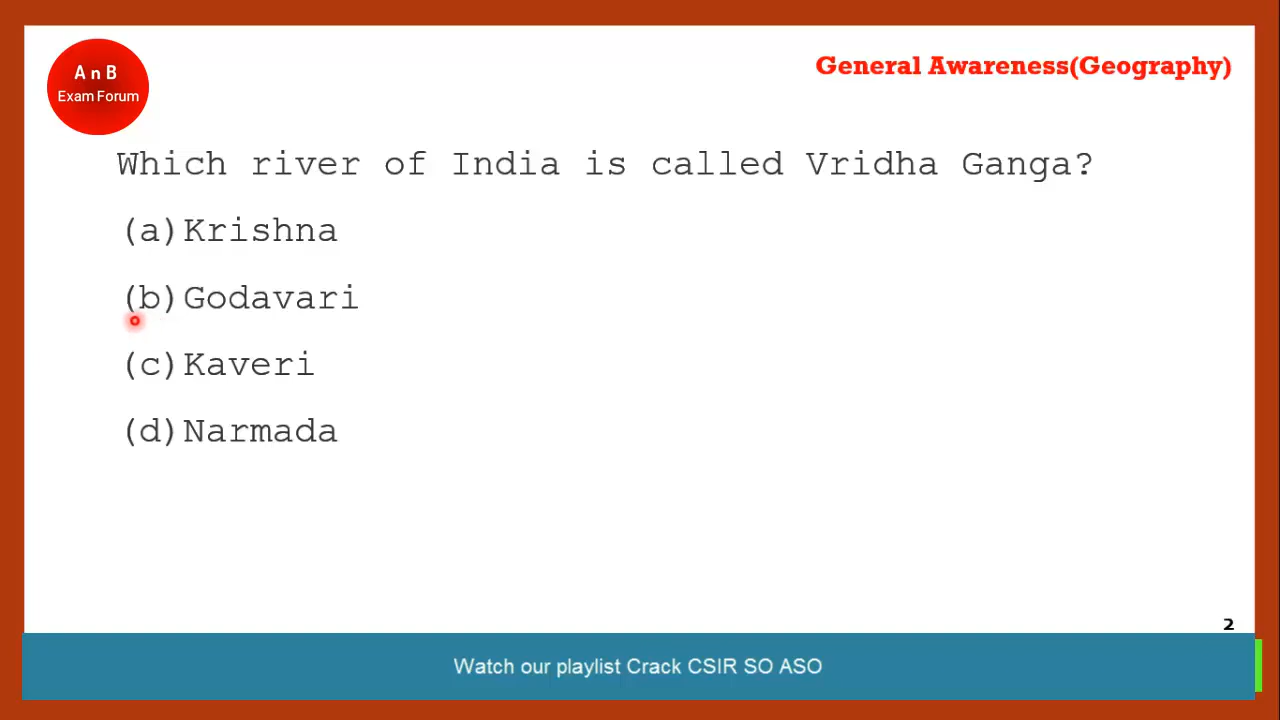 A n B
Exam Forum
General Awareness(Geography)
Which river of India is called Vridha Ganga?
(a)Krishna
(b)Godavari
(c)Kaveri
(d)Narmada
2
Watch our playlist Crack CSIR SO ASO